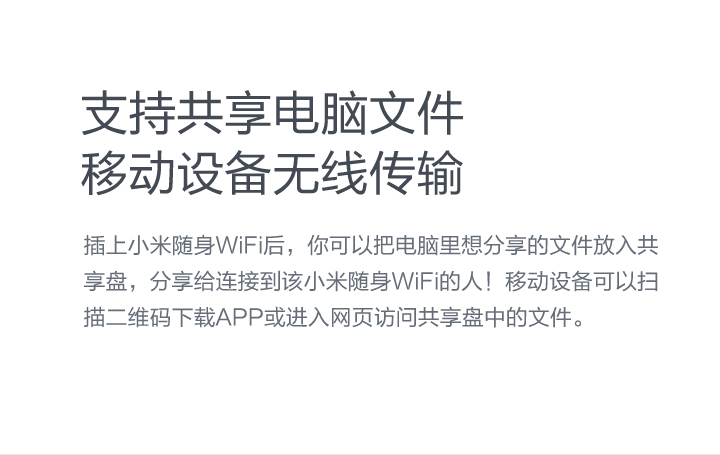 支持共享电脑文件
移动设备无线传输
插上小米随身WiFi后，你可以把电脑里想分享的文件放入共
享盘，分享给连接到该小米随身WiFi的人！移动设备可以扫
描二维码下载APP或进入网页访问共享盘中的文件。